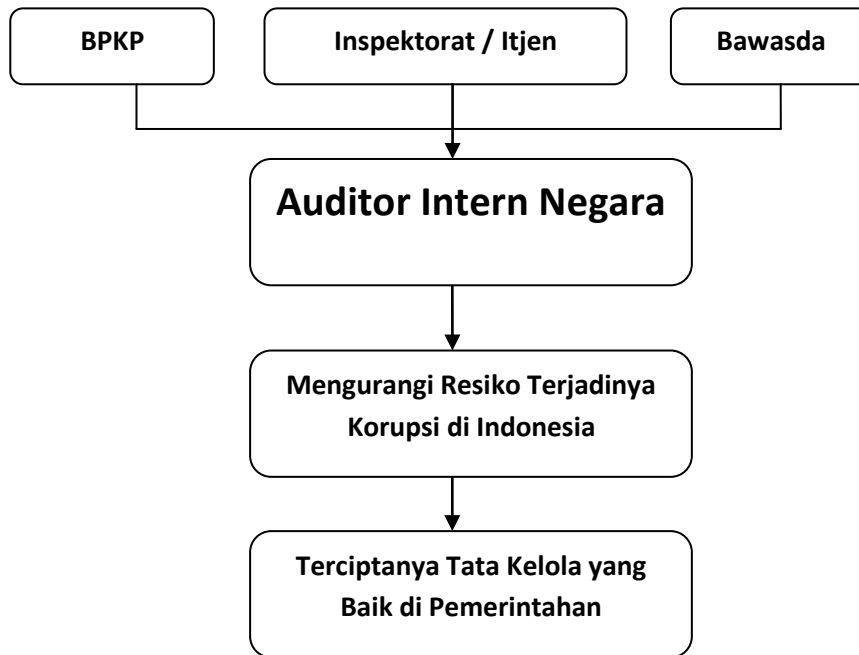 BPKP
Inspektorat / Itjen
Bawasda
Auditor Intern Negara
Mengurangi Resiko Terjadinya
Korupsi di Indonesia
Terciptanya Tata Kelola yang
Baik di Pemerintahan